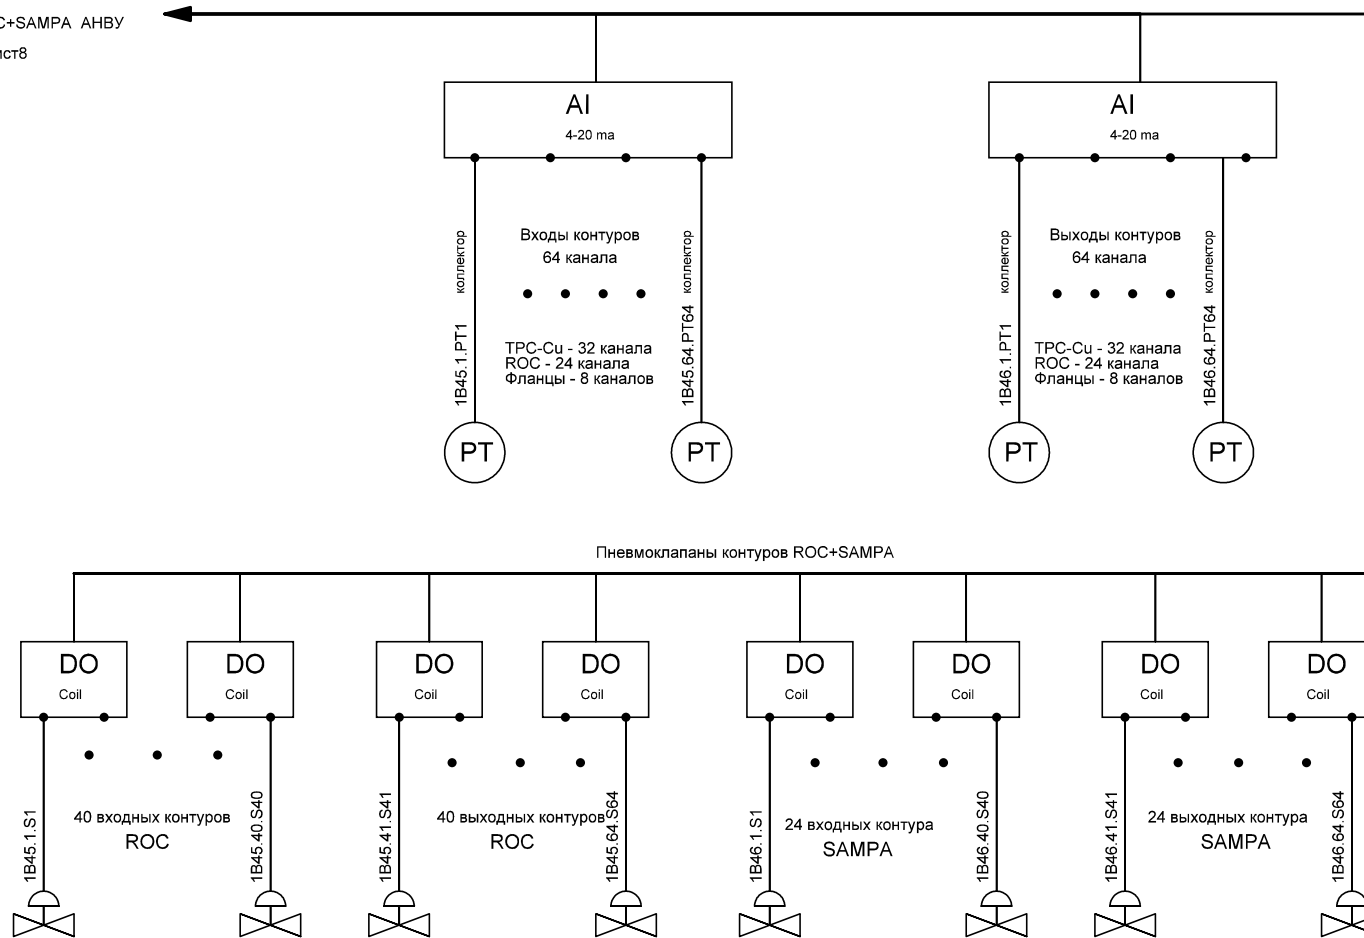 C+SAMPA АНВУ
ист8
AI
4-20 ma
AI
4-20 ma
коллектор
1B45.1.PT1
Входы контуров
64 канала
TPC-Cu - 32 канала
ROC - 24 канала
Фланцы - 8 каналов
коллектор
1B45.64.PT64
коллектор
1B46.1.PT1
Выходы контуров
64 канала
TPC-Cu - 32 канала
ROC - 24 канала
Фланцы - 8 каналов
коллектор
1B46.64.PT64
PT
PT
PT
PT
Пневмоклапаны контуров ROC+SAMPA
DO
Coil
DO
Coil
DO
Coil
DO
Coil
DO
Coil
DO
Coil
DO
Coil
DO
Coil
1B45.1.S1
40 входных контуров
ROC
1B45.40.S40
1B45.41.S41
40 выходных контуров
ROC
1B45.64.S64
1B46.1.S1
24 входных контура
SAMPA
1B46.40.S40
1B46.41.S41
24 выходных контура
SAMPA
1B46.64.S64